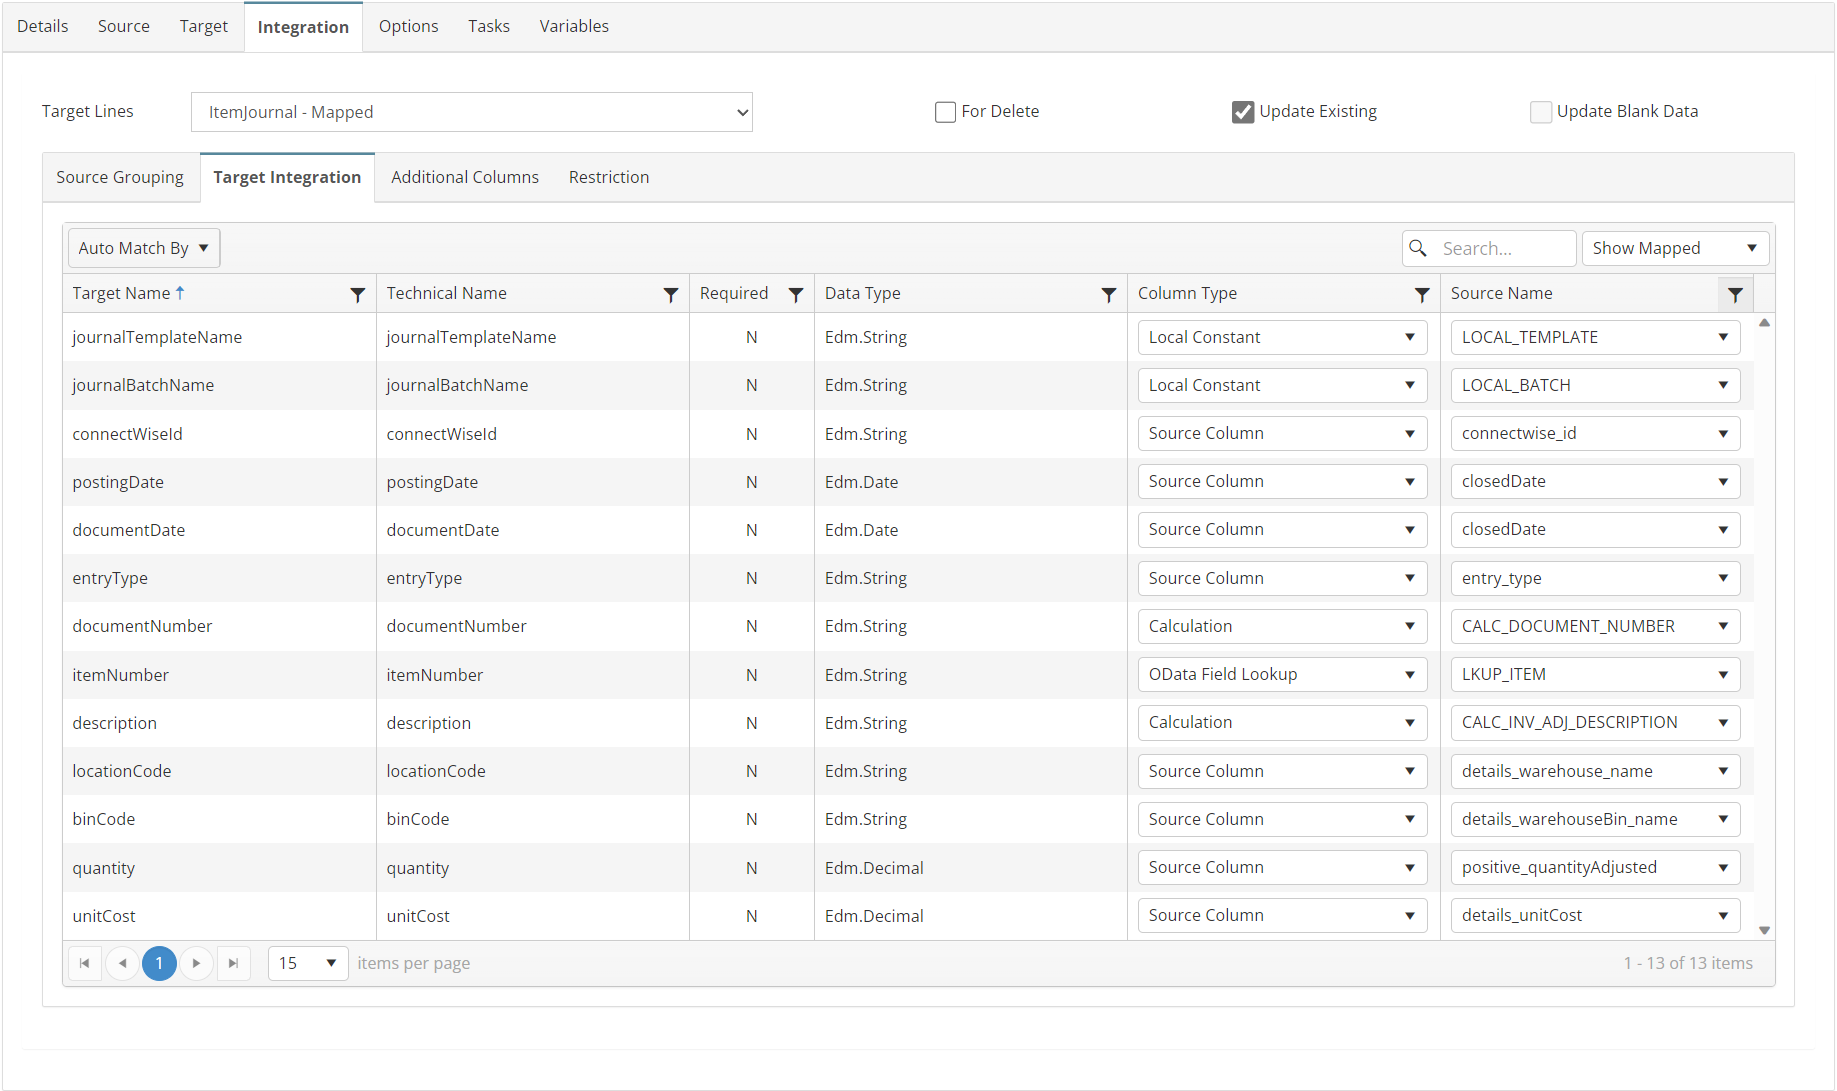 Details Source Target Integration Options Tasks Variables
Target Lines ItemJournal - Mapped For Delete Update Existing Update Blank Data
Source Grouping Target Integration Additional Columns Restriction
Auto Match By Search... Show Mapped
Target Name Technical Name Required Data Type Column Type Source Name
journalTemplateName journalTemplateName N Edm.String Local Constant LOCAL_TEMPLATE
journalBatchName journalBatchName N Edm.String Local Constant LOCAL_BATCH
connectWiseId connectWiseId N Edm.String Source Column connectwise_id
postingDate postingDate N Edm.Date Source Column closedDate
documentDate documentDate N Edm.Date Source Column closedDate
entryType entryType N Edm.String Source Column entry_type
documentNumber documentNumber N Edm.String Calculation CALC_DOCUMENT_NUMBER
itemNumber itemNumber N Edm.String OData Field Lookup LKUP_ITEM
description description N Edm.String Calculation CALC_INV_ADJ_DESCRIPTION
locationCode locationCode N Edm.String Source Column details_warehouse_name
binCode binCode N Edm.String Source Column details_warehouseBin_name
quantity quantity N Edm.Decimal Source Column positive_quantityAdjusted
unitCost unitCost N Edm.Decimal Source Column details_unitCost
1 15 items per page 1 - 13 of 13 items